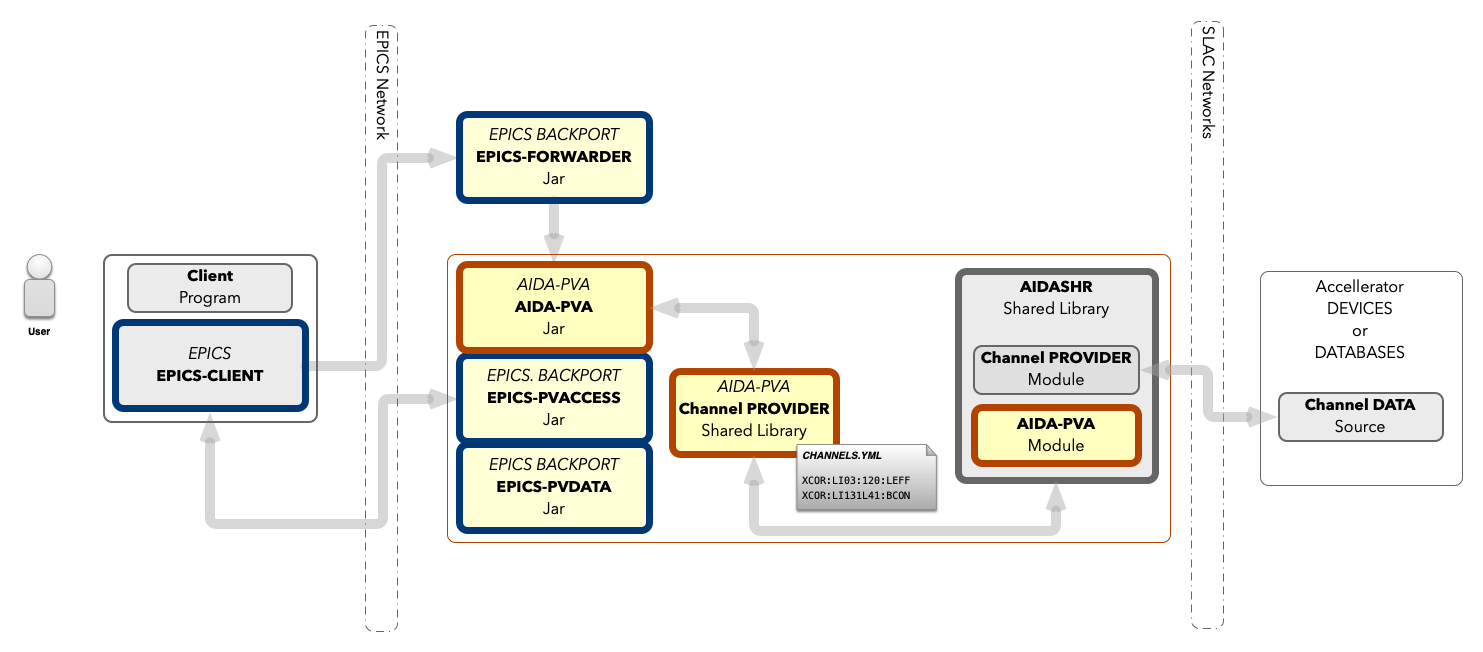 EPICS Network
SLAC Networks
EPICS BACKPORT
EPICS-FORWARDER
Jar
User
Client
Program
EPICS
EPICS-CLIENT
AIDA-PVA
AIDA-PVA
Jar
EPICS. BACKPORT
EPICS-PVACCESS
Jar
EPICS BACKPORT
EPICS-PVDATA
Jar
AIDA-PVA
Channel PROVIDER
Shared Library
CHANNELS.YML
XCOR:LI03:120:LEFF
XCOR:LI131L41:BCON
AIDASHR
Shared Library
Channel PROVIDER
Module
AIDA-PVA
Module
Accellerator
DEVICES
or
DATABASES
Channel DATA
Source